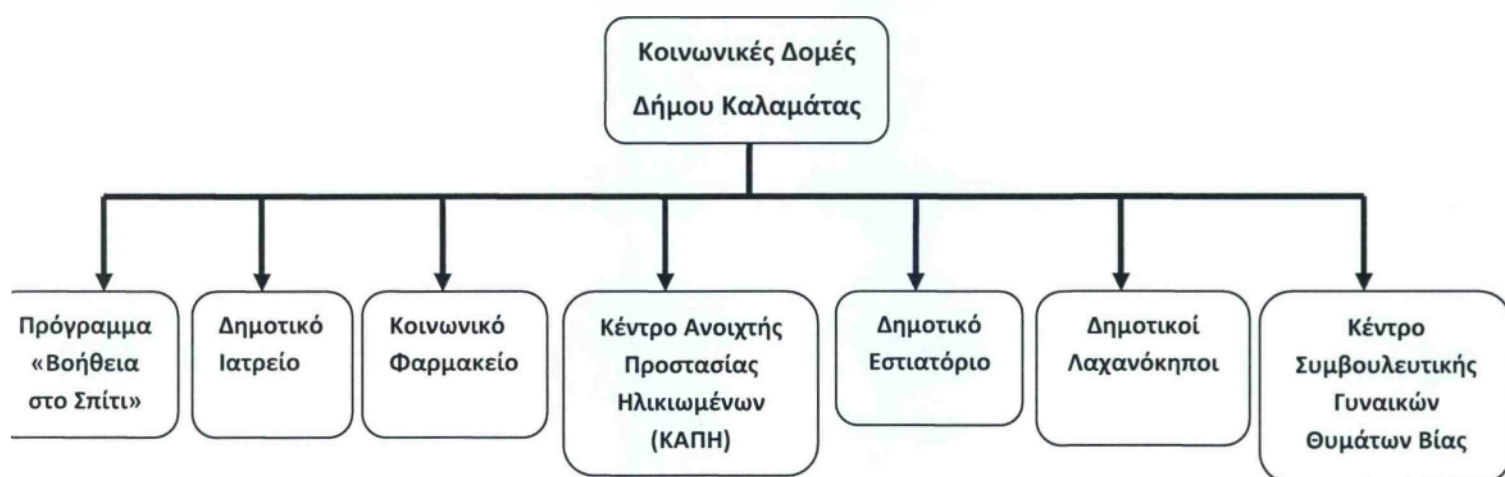 Κοινωνικές Δομές
Δήμου Καλαμάτας
Πρόγραμμα
«Βοήθεια
στο Σπίτι»
Δημοτικό
Ιατρείο
Κοινωνικό
Φαρμακείο
Κέντρο Ανοιχτής
Προστασίας
Ηλικιωμένων
(ΚΑΠΗ)
Δημοτικό
Εστιατόριο
Δημοτικοί
Λαχανόκηποι
Κέντρο
Συμβουλευτικής
Γυναικών
Θυμάτων Βίας